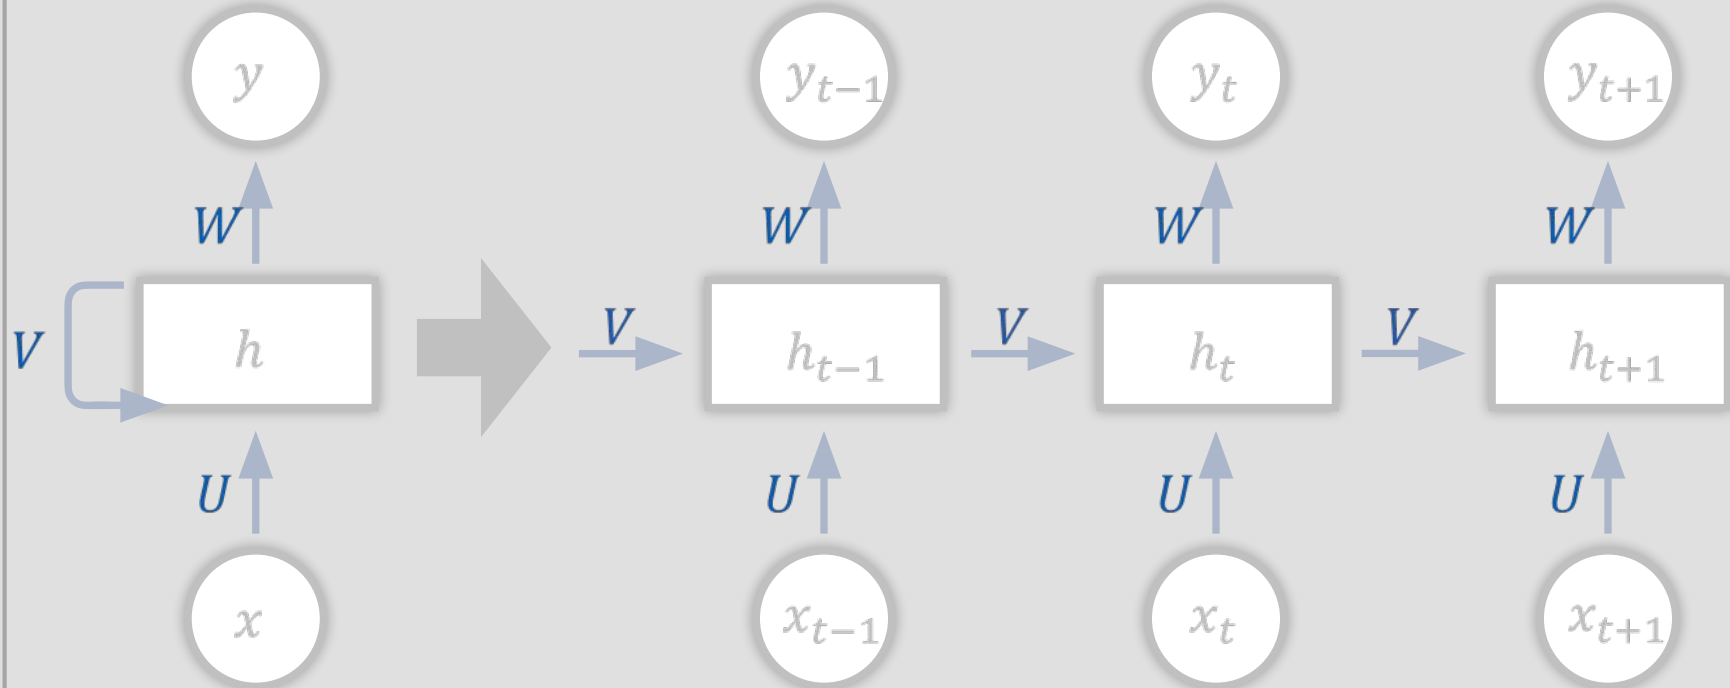 y y_{t-1} y_t y_{t+1}
W W W W
V h V h_{t-1} V h_t V h_{t+1}
U U U U
x x_{t-1} x_t x_{t+1}